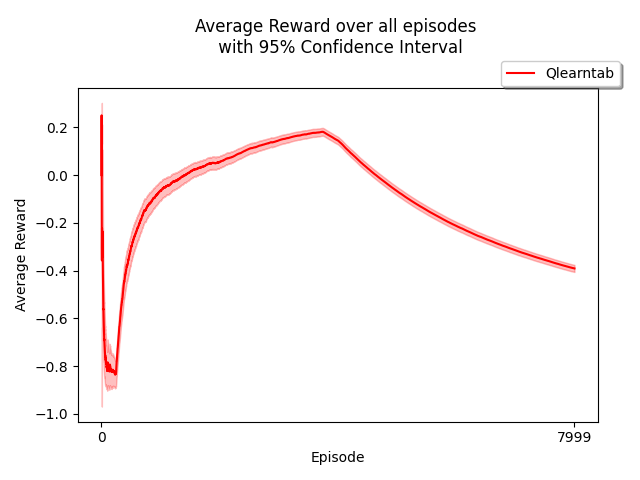 Average Reward over all episodes
with 95% Confidence Interval
Qlearntab
0.2
0.0
−0.2
−0.4
−0.6
−0.8
−1.0
Average Reward
0
7999
Episode